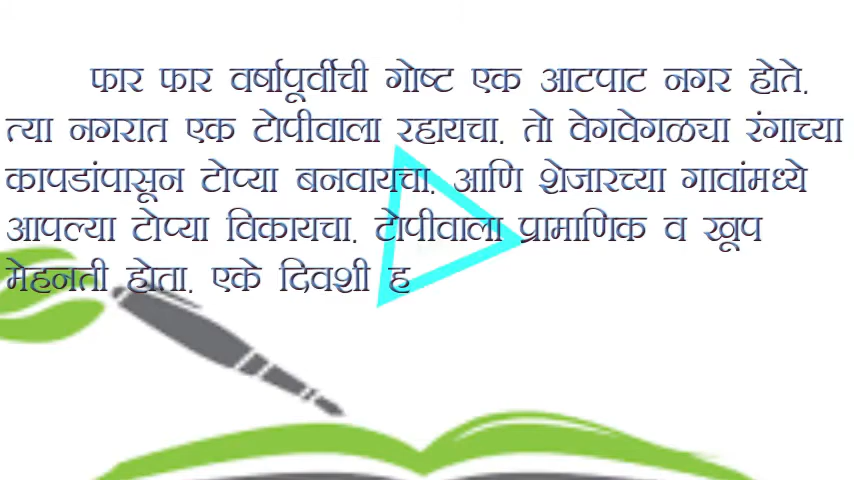 फार फार वर्षापूर्वीची गोष्ट एक आटपाट नगर होते.
त्या नगरात एक टोपीवाला रहायचा. तो वेगवेगळ्या रंगाच्या
कापडांपासून टोप्या बनवायचा. आणि शेजारच्या गावांमध्ये
आपल्या टोप्या विकायचा. टोपीवाला प्रामाणिक व खूप
मेहनती होता. एके दिवशी ह